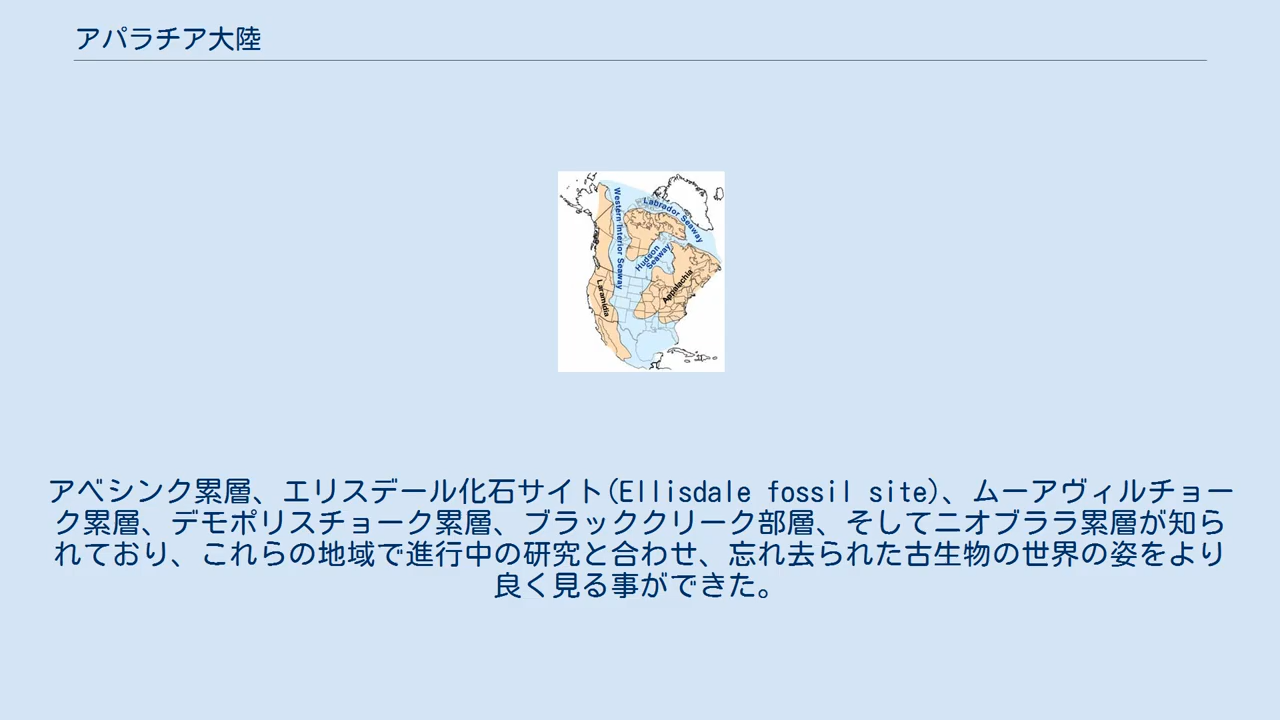 アパラチア大陸
Western Interior Seaway
Labrador Seaway
Hudson
Seaway
Appalachia
Laramidia
アベシンク累層、エリスデール化石サイト(Ellisdale fossil site)、ムーアヴィルチョー
ク累層、デモポリスチョーク累層、ブラッククリーク部層、そしてニオブララ累層が知ら
れており、これらの地域で進行中の研究と合わせ、忘れ去られた古生物の世界の姿をより
良く見る事ができた。